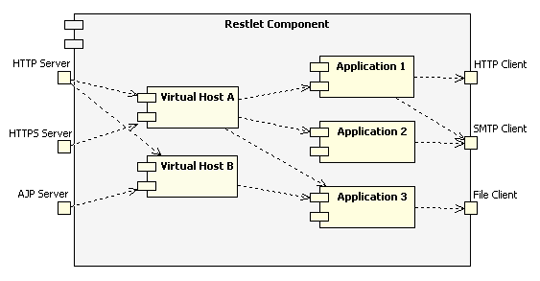 Restlet Component
HTTP Server
Application 1
HTTP Client
Virtual Host A
HTTPS Server
Application 2
SMTP Client
Virtual Host B
AJP Server
Application 3
File Client